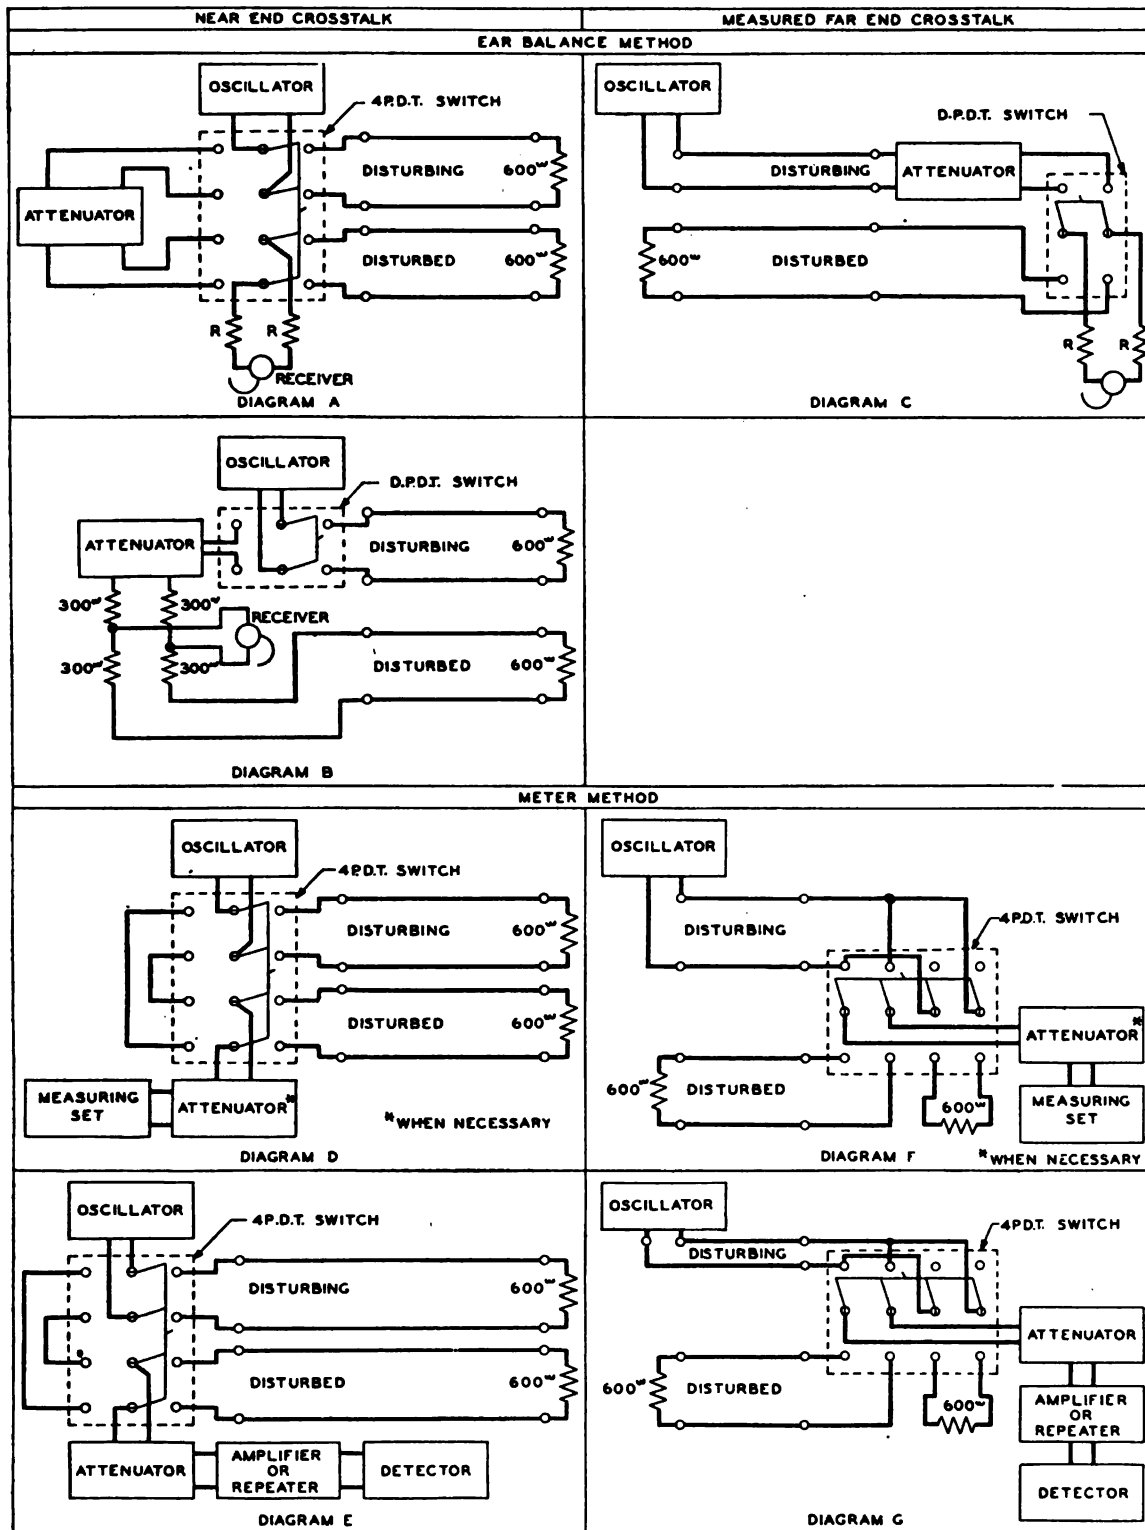 NEAR END CROSSTALK
MEASURED FAR END CROSSTALK
EAR BALANCE METHOD
OSCILLATOR
4P.D.T. SWITCH
DISTURBING
600ω
ATTENUATOR
DISTURBED
600ω
R
R
RECEIVER
DIAGRAM A
OSCILLATOR
D.P.D.T. SWITCH
DISTURBING
ATTENUATOR
600ω
DISTURBED
R
R
DIAGRAM C
OSCILLATOR
D.P.D.T. SWITCH
ATTENUATOR
DISTURBING
600ω
300ω
300ω
RECEIVER
300ω
300ω
DISTURBED
600ω
DIAGRAM B
METER METHOD
OSCILLATOR
4P.D.T. SWITCH
DISTURBING
600ω
DISTURBED
600ω
MEASURING
SET
ATTENUATOR*
*WHEN NECESSARY
DIAGRAM D
OSCILLATOR
4P.D.T. SWITCH
DISTURBING
ATTENUATOR*
600ω
DISTURBED
600ω
MEASURING
SET
DIAGRAM F
*WHEN NECESSARY
OSCILLATOR
4P.D.T. SWITCH
DISTURBING
600ω
DISTURBED
600ω
ATTENUATOR
AMPLIFIER
OR
REPEATER
DETECTOR
DIAGRAM E
OSCILLATOR
4P.D.T. SWITCH
DISTURBING
ATTENUATOR
600ω
DISTURBED
600ω
AMPLIFIER
OR
REPEATER
DETECTOR
DIAGRAM G